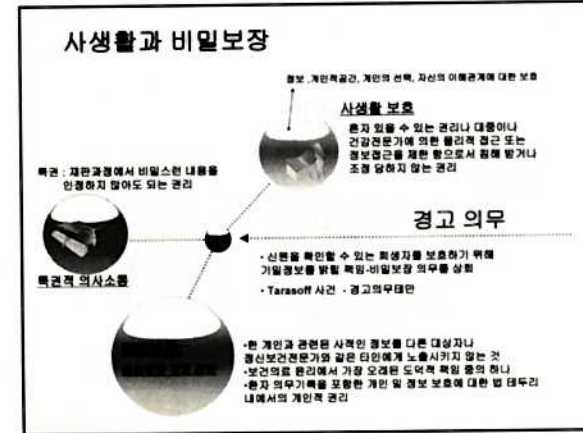 사생활과 비밀보장
정보 ,개인적공간, 개인의 선택, 자신의 이해관계에 대한 보호
사생활 보호
혼자 있을 수 있는 권리나 대중이나
건강전문가에 의한 물리적 접근 또는
정보접근을 제한 함으로서 침해 받거나
조정 당하지 않는 권리
특권 : 재판과정에서 비밀스런 내용을
인정하지 않아도 되는 권리
특권적 의사소통
경고 의무
· 신원을 확인할 수 있는 희생자를 보호하기 위해
기밀정보를 밝힐 책임-비밀보장 의무를 상회
· Tarasoff 사건 - 경고의무태만
·한 개인과 관련된 사적인 정보를 다른 대상자나
정신보건전문가와 같은 타인에게 노출시키지 않는 것
·보건의료 윤리에서 가장 오래된 도덕적 책임 중의 하나
·환자 의무기록을 포함한 개인 및 정보 보호에 대한 법 테두리
내에서의 개인적 권리